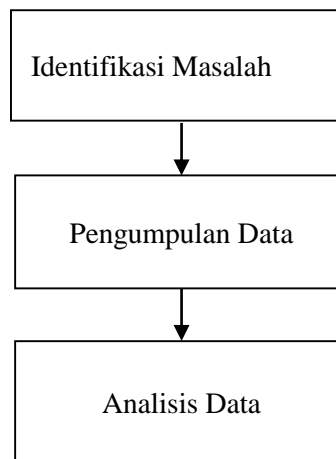 Identifikasi Masalah
Pengumpulan Data
Analisis Data